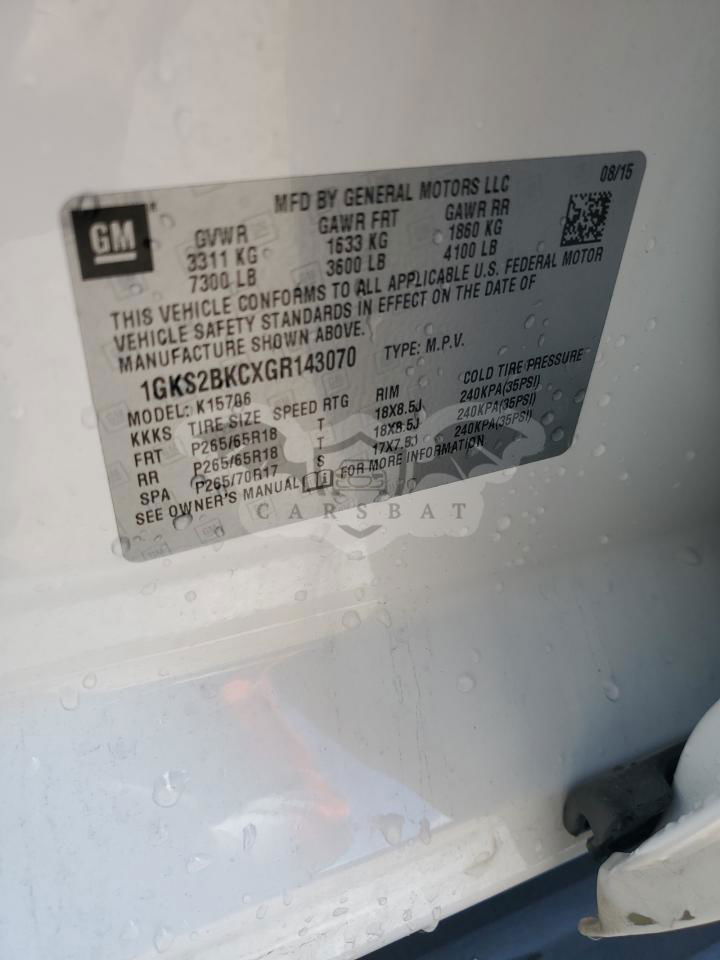 GM
MFD BY GENERAL MOTORS LLC 08/15
GVWR GAWR FRT GAWR RR
3311 KG 1633 KG 1860 KG
7300 LB 3600 LB 4100 LB
THIS VEHICLE CONFORMS TO ALL APPLICABLE U.S. FEDERAL MOTOR
VEHICLE SAFETY STANDARDS IN EFFECT ON THE DATE OF
MANUFACTURE SHOWN ABOVE.
1GKS2BKCXGR143070 TYPE: M.P.V.
MODEL: K15706
KKKS TIRE SIZE SPEED RTG RIM COLD TIRE PRESSURE
FRT P265/65R18 T 18X8.5J 240KPA(35PSI)
RR P265/65R18 T 18X8.5J 240KPA(35PSI)
SPA P265/70R17 S 17X7.5J 240KPA(35PSI)
SEE OWNER'S MANUAL FOR MORE INFORMATION
CARSBAT